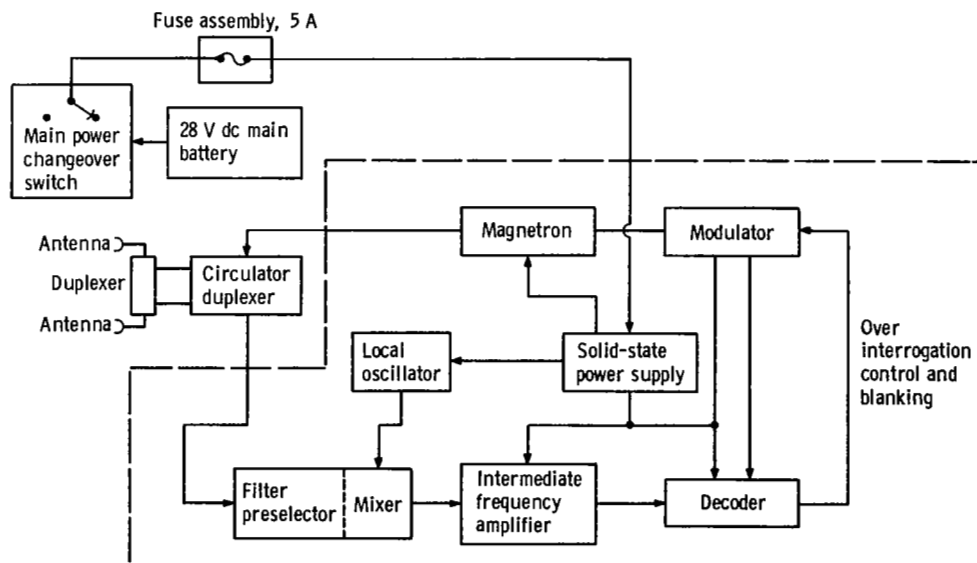 Fuse assembly, 5 A
Main power
changeover
switch
28 V dc main
battery
Antenna
Duplexer
Antenna
Circulator
duplexer
Magnetron
Modulator
Local
oscillator
Solid-state
power supply
Over
interrogation
control and
blanking
Filter
preselector
Mixer
Intermediate
frequency
amplifier
Decoder